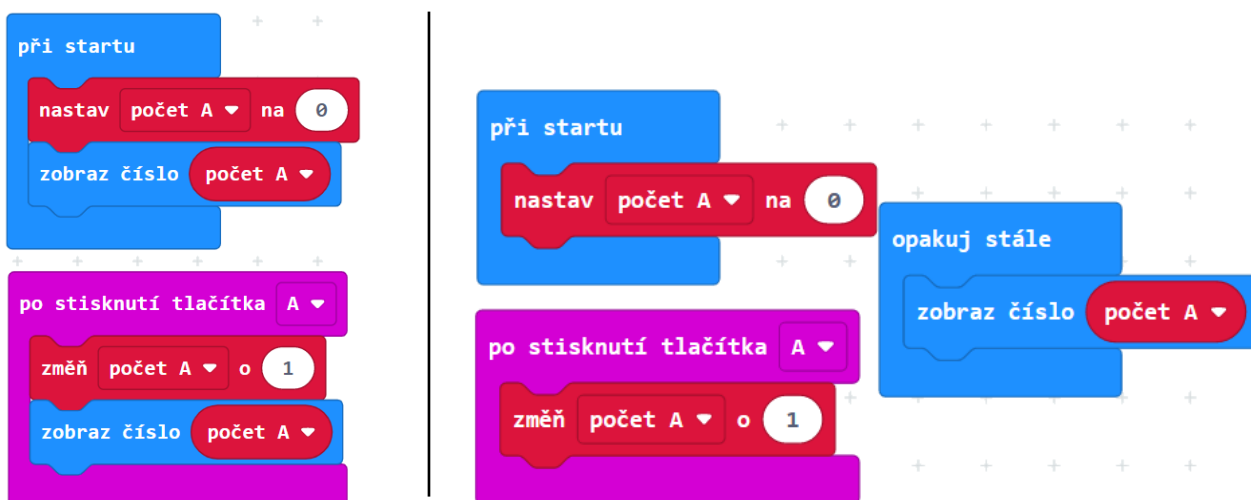 při startu
nastav počet A na 0
zobraz číslo počet A
po stisknutí tlačítka A
změň počet A o 1
zobraz číslo počet A
při startu
nastav počet A na 0
po stisknutí tlačítka A
změň počet A o 1
opakuj stále
zobraz číslo počet A